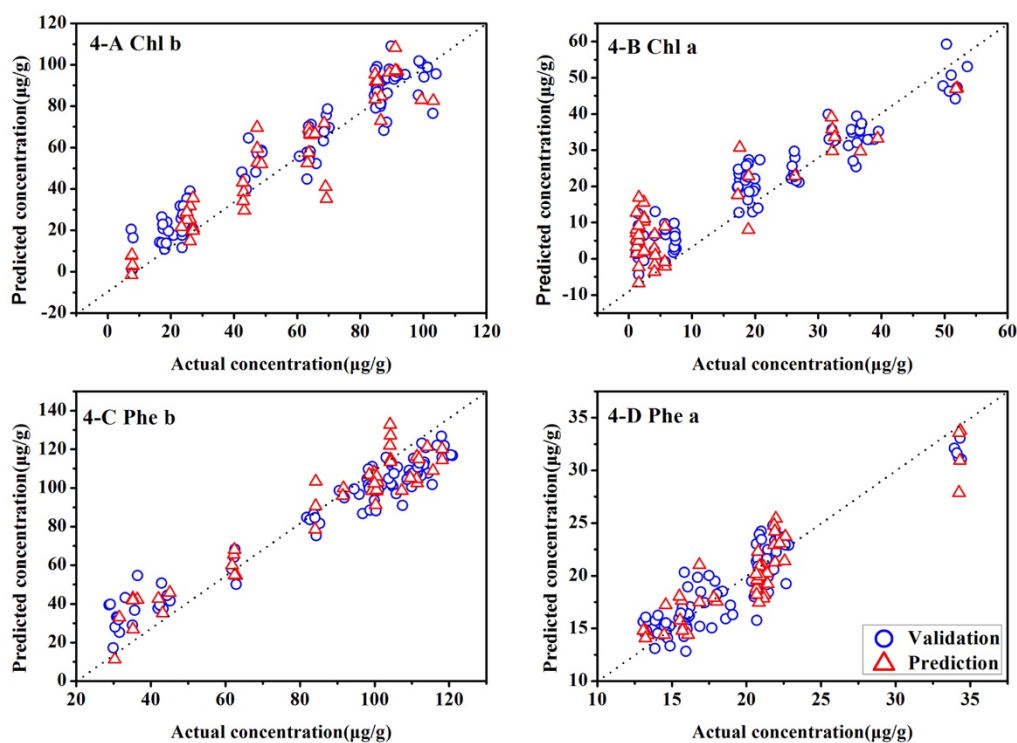 4-A Chl b
Predicted concentration(µg/g)
120
100
80
60
40
20
0
-20
0 20 40 60 80 100 120
Actual concentration(µg/g)
4-B Chl a
Predicted concentration(µg/g)
60
50
40
30
20
10
0
-10
0 10 20 30 40 50 60
Actual concentration(µg/g)
4-C Phe b
Predicted concentration(µg/g)
140
120
100
80
60
40
20
0
20 40 60 80 100 120
Actual concentration(µg/g)
4-D Phe a
Predicted concentration(µg/g)
35
30
25
20
15
10
10 15 20 25 30 35
Actual concentration(µg/g)
Validation
Prediction